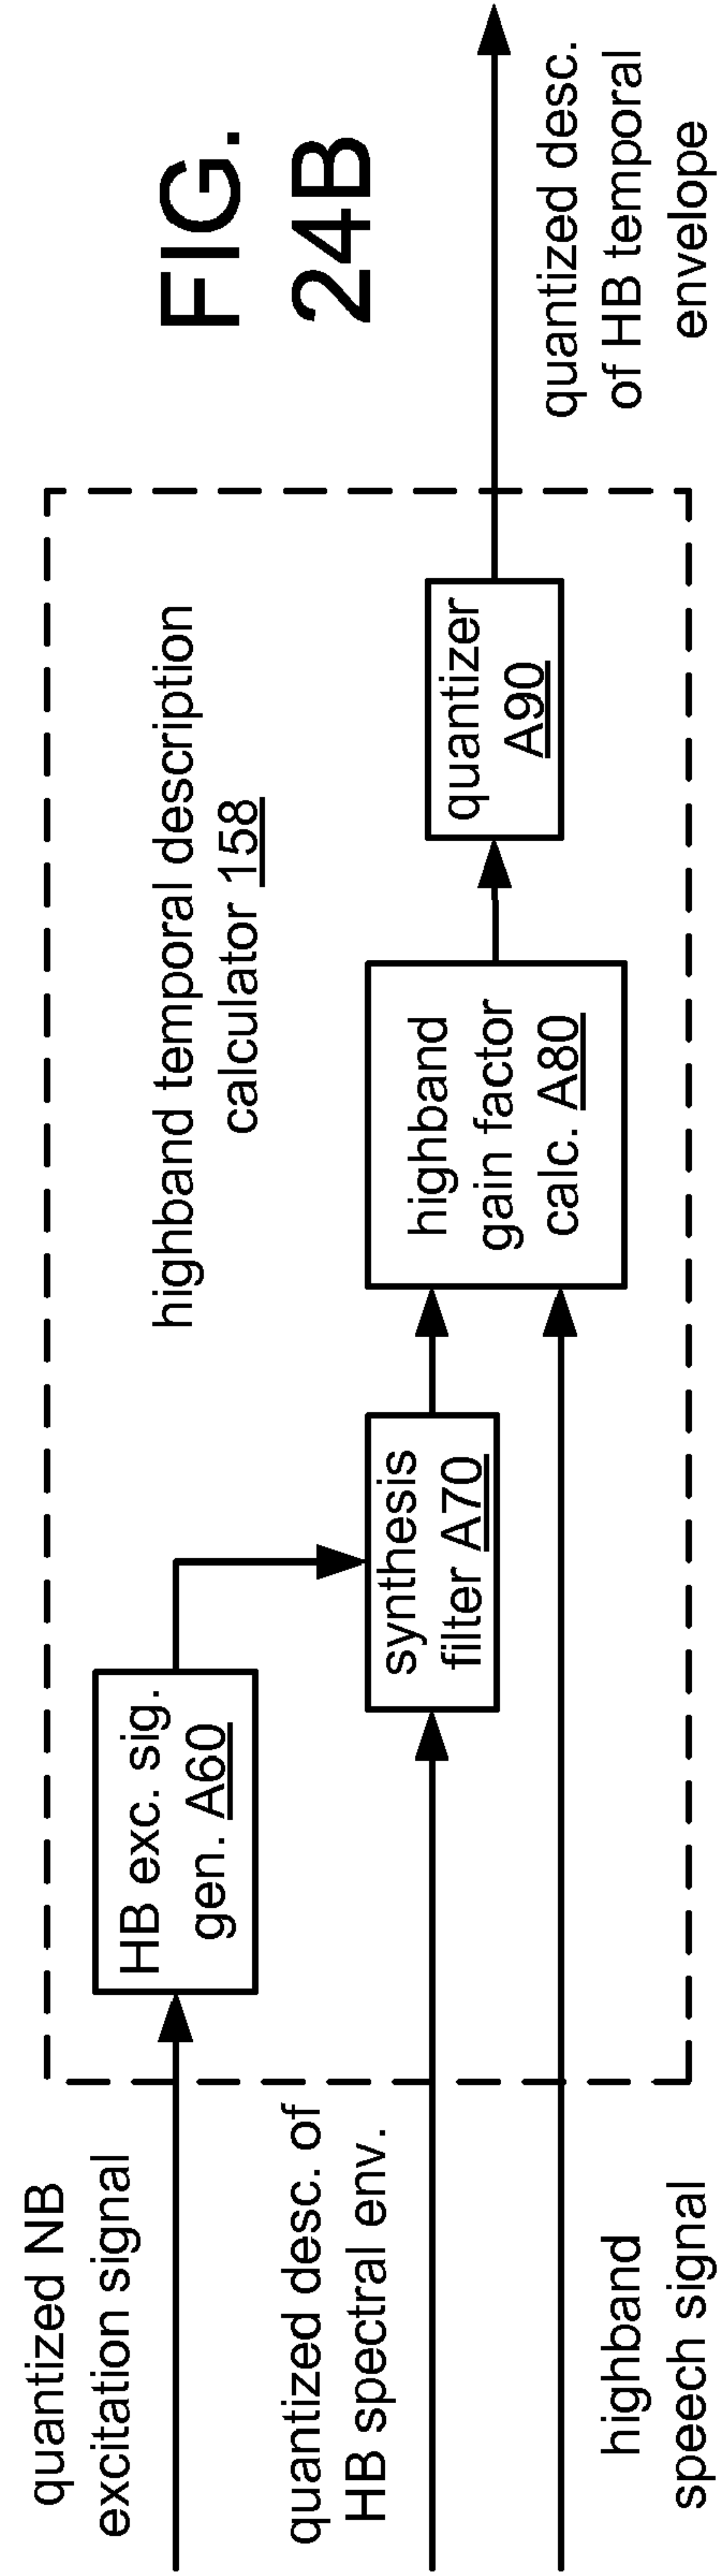 FIG.
24B
highband temporal description
calculator 158
quantized NB
excitation signal
HB exc. sig.
gen. A60
quantized desc. of
HB spectral env.
synthesis
filter A70
highband
speech signal
highband
gain factor
calc. A80
quantizer
A90
quantized desc.
of HB temporal
envelope